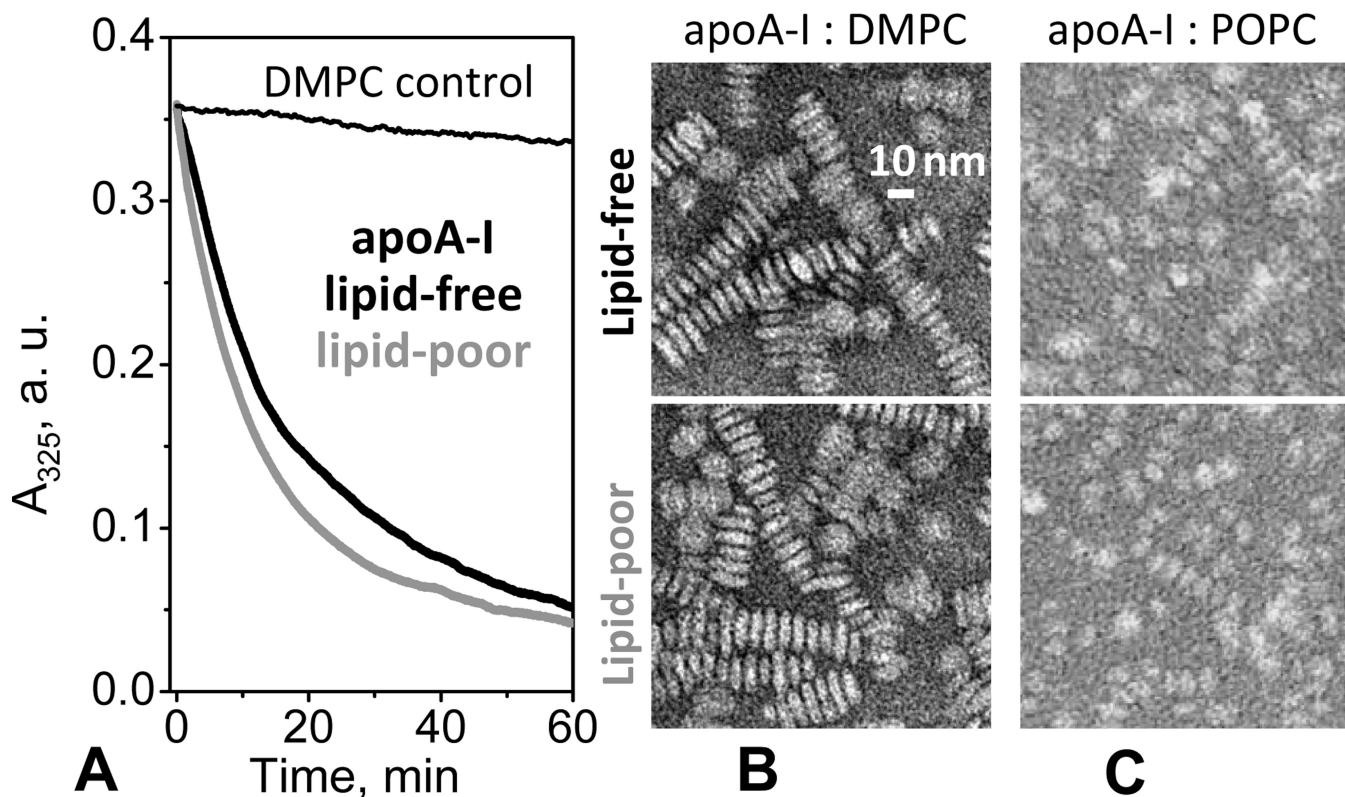 0.4
0.3
0.2
0.1
0.0
A325, a. u.
DMPC control
apoA-I
lipid-free
lipid-poor
0 20 40 60
Time, min
A
apoA-I : DMPC
Lipid-free
10 nm
Lipid-poor
B
apoA-I : POPC
C